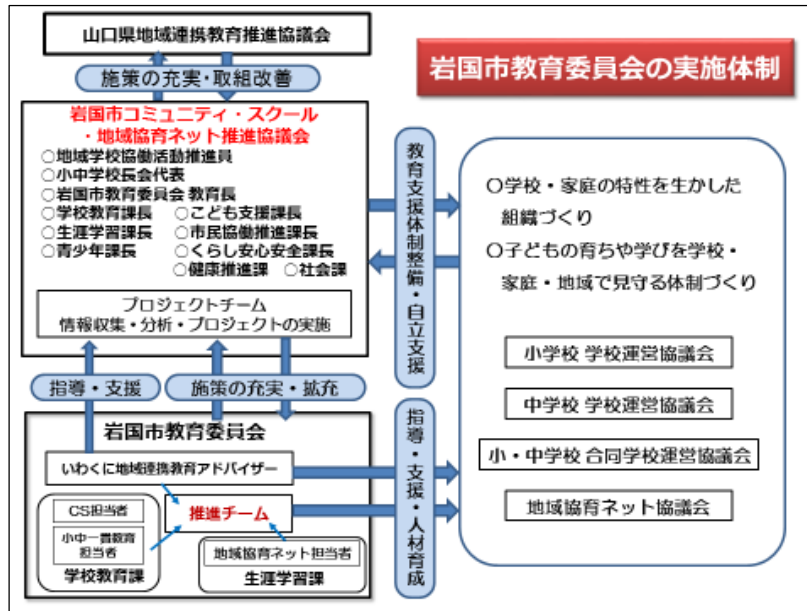 山口県地域連携教育推進協議会
岩国市教育委員会の実施体制
施策の充実・取組改善
岩国市コミュニティ・スクール
・地域協育ネット推進協議会
○地域学校協働活動推進員
○小中学校長会代表
○岩国市教育委員会 教育長
○学校教育課長 ○こども支援課長
○生涯学習課長 ○市民協働推進課長
○青少年課長 ○くらし安心安全課長
○健康推進課 ○社会課
プロジェクトチーム
情報収集・分析・プロジェクトの実施
教育支援体制整備・自立支援
○学校・家庭の特性を生かした
組織づくり
○子どもの育ちや学びを学校・
家庭・地域で見守る体制づくり
小学校 学校運営協議会
中学校 学校運営協議会
小・中学校 合同学校運営協議会
地域協育ネット協議会
指導・支援
施策の充実・拡充
岩国市教育委員会
いわくに地域連携教育アドバイザー
CS担当者
小中一貫教育
担当者
学校教育課
推進チーム
地域協育ネット担当者
生涯学習課
指導・支援・人材育成